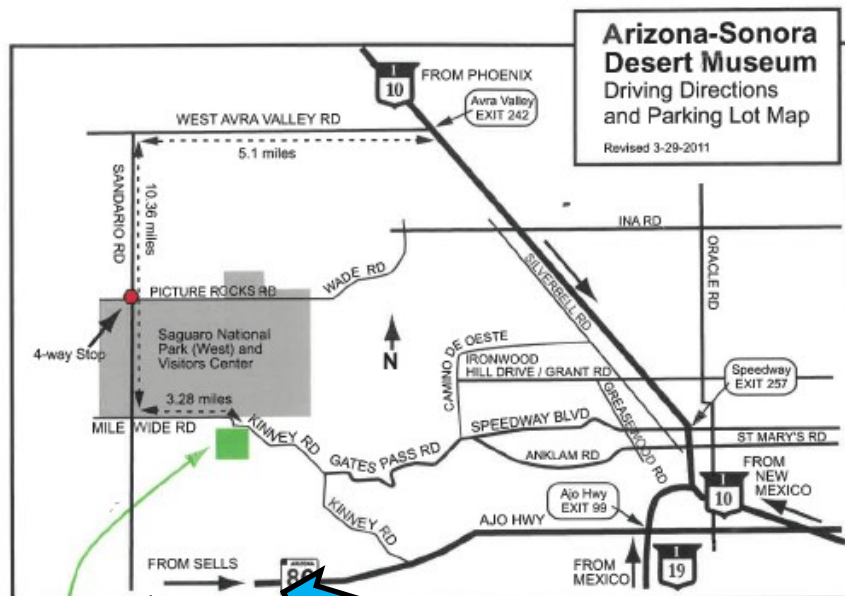 Arizona-Sonora
Desert Museum
Driving Directions
and Parking Lot Map
Revised 3-29-2011
I
10
FROM PHOENIX
Avra Valley
EXIT 242
WEST AVRA VALLEY RD
5.1 miles
SANDARIO RD
10.36 miles
INA RD
ORACLE RD
SILVERRELL RD
WADE RD
PICTURE ROCKS RD
4-way Stop
Saguaro National
Park (West) and
Visitors Center
N
CAMINO DE OESTE
IRONWOOD
HILL DRIVE / GRANT RD
Speedway
EXIT 257
3.28 miles
MILE WIDE RD
KINNEY RD
GATES PASS RD
SPEEDWAY BLVD
GREASEWOOD RD
ST MARY'S RD
ANKLAM RD
FROM
NEW
MEXICO
I
10
Ajo Hwy
EXIT 99
KINNEY RD
AJO HWY
FROM SELLS
ARIZONA
FROM
MEXICO
I
19